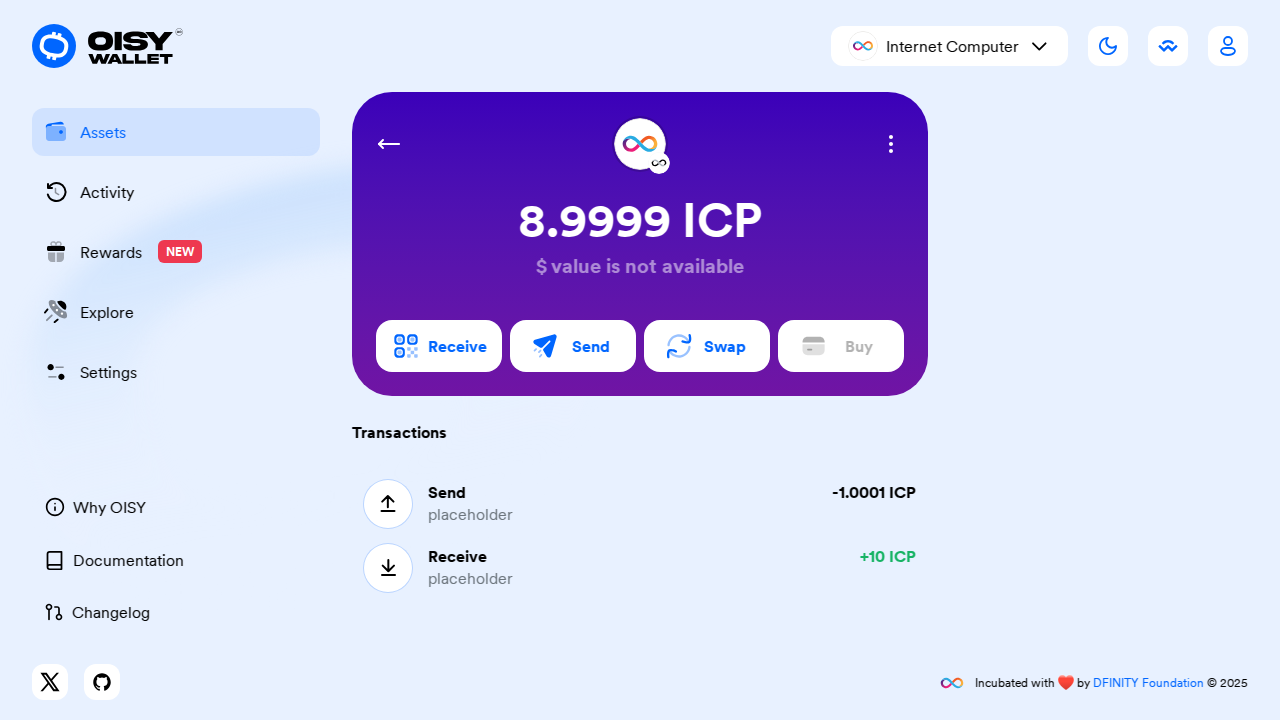 OISY
WALLET
Internet Computer
Assets
Activity
Rewards NEW
Explore
Settings
8.9999 ICP
$ value is not available
Receive
Send
Swap
Buy
Transactions
Send -1.0001 ICP
placeholder
Receive +10 ICP
placeholder
Why OISY
Documentation
Changelog
Incubated with ❤️ by DFINITY Foundation © 2025